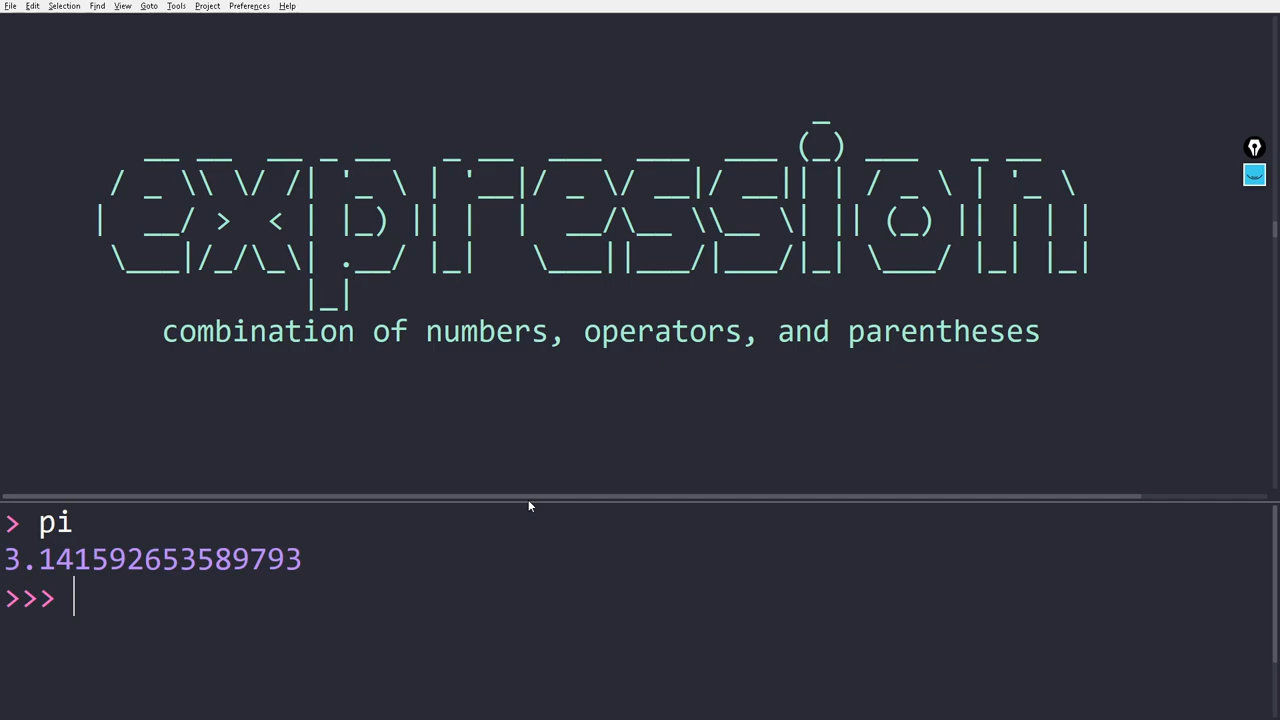 File Edit Selection Find View Goto Tools Project Preferences Help
expression
combination of numbers, operators, and parentheses
> pi
3.141592653589793
>>>